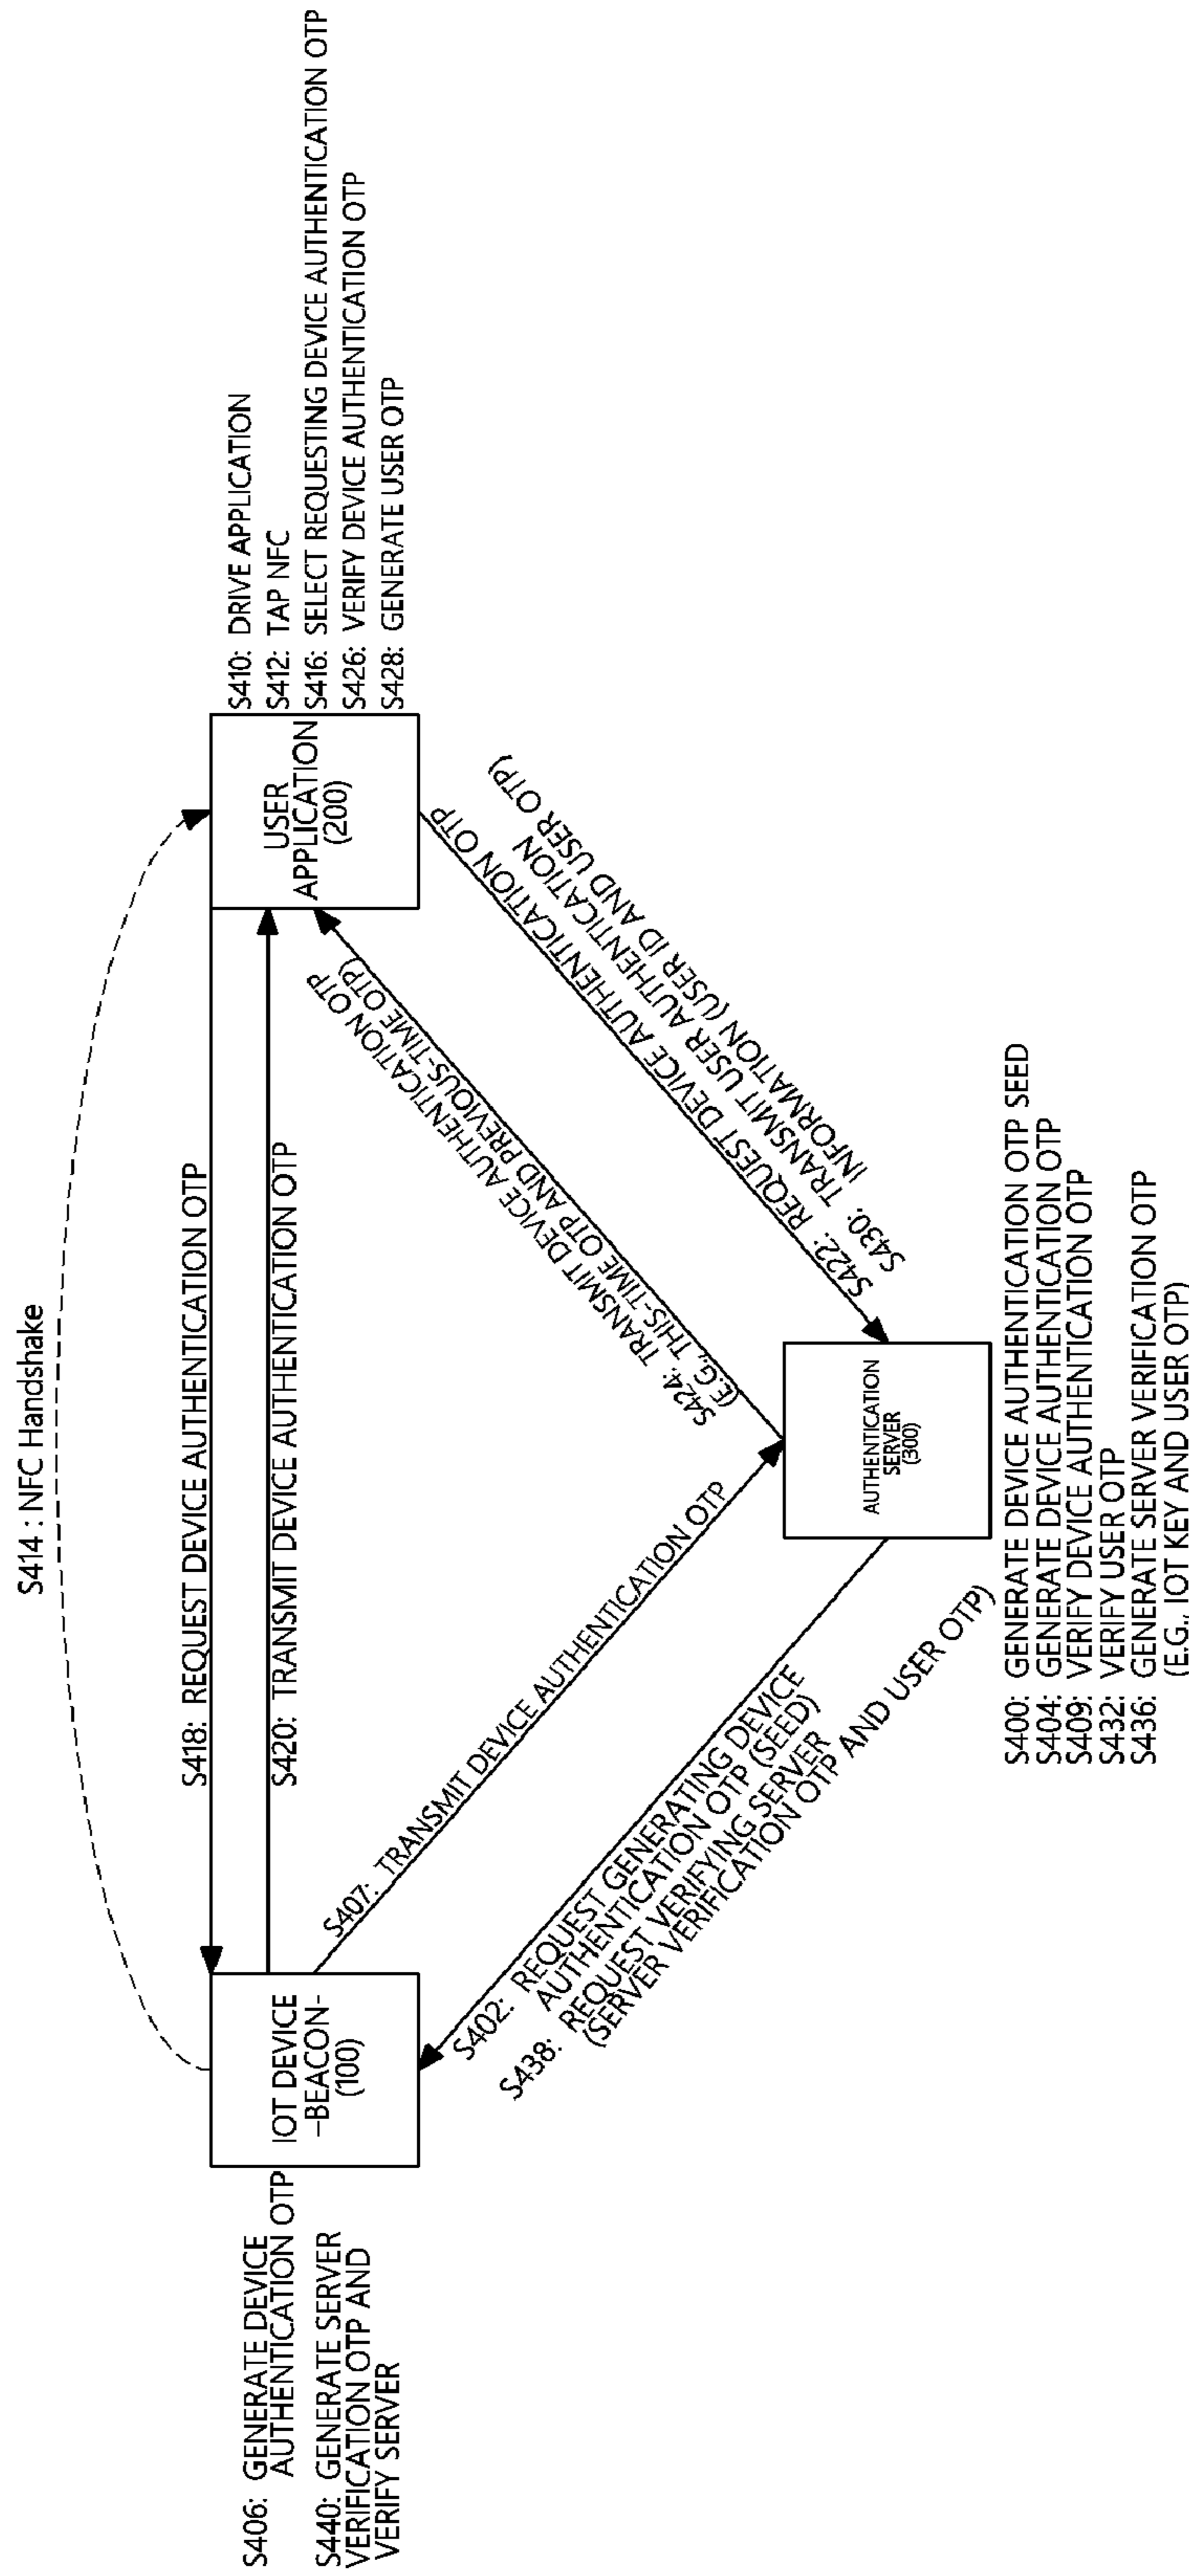 S414 : NFC Handshake
S418: REQUEST DEVICE AUTHENTICATION OTP
S420: TRANSMIT DEVICE AUTHENTICATION OTP
S406: GENERATE DEVICE
AUTHENTICATION OTP
S440: GENERATE SERVER
VERIFICATION OTP AND
VERIFY SERVER
IOT DEVICE
–BEACON-
(100)
USER
APPLICATION
(200)
S410: DRIVE APPLICATION
S412: TAP NFC
S416: SELECT REQUESTING DEVICE AUTHENTICATION OTP
S426: VERIFY DEVICE AUTHENTICATION OTP
S428: GENERATE USER OTP
S407: TRANSMIT DEVICE AUTHENTICATION OTP
S424: TRANSMIT DEVICE AUTHENTICATION OTP
(E.G., THIS-TIME OTP AND PREVIOUS-TIME OTP)
S422: REQUEST DEVICE AUTHENTICATION OTP
S430: TRANSMIT USER AUTHENTICATION
INFORMATION (USER ID AND USER OTP)
S402: REQUEST GENERATING DEVICE
AUTHENTICATION OTP (SEED)
S438: REQUEST VERIFYING SERVER
(SERVER VERIFICATION OTP AND USER OTP)
AUTHENTICATION
SERVER
(300)
S400: GENERATE DEVICE AUTHENTICATION OTP SEED
S404: GENERATE DEVICE AUTHENTICATION OTP
S409: VERIFY DEVICE AUTHENTICATION OTP
S432: VERIFY USER OTP
S436: GENERATE SERVER VERIFICATION OTP
(E.G., IOT KEY AND USER OTP)